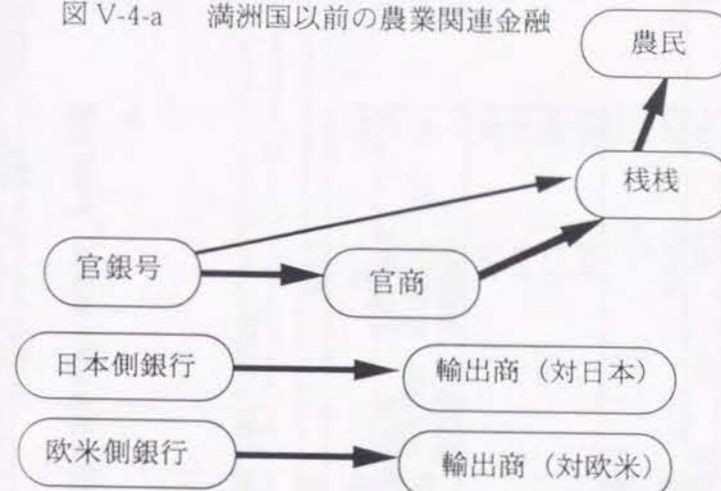 図 V-4-a 満洲国以前の農業関連金融
農民
桟桟
官銀号
官商
日本側銀行
輸出商（対日本）
欧米側銀行
輸出商（対欧米）